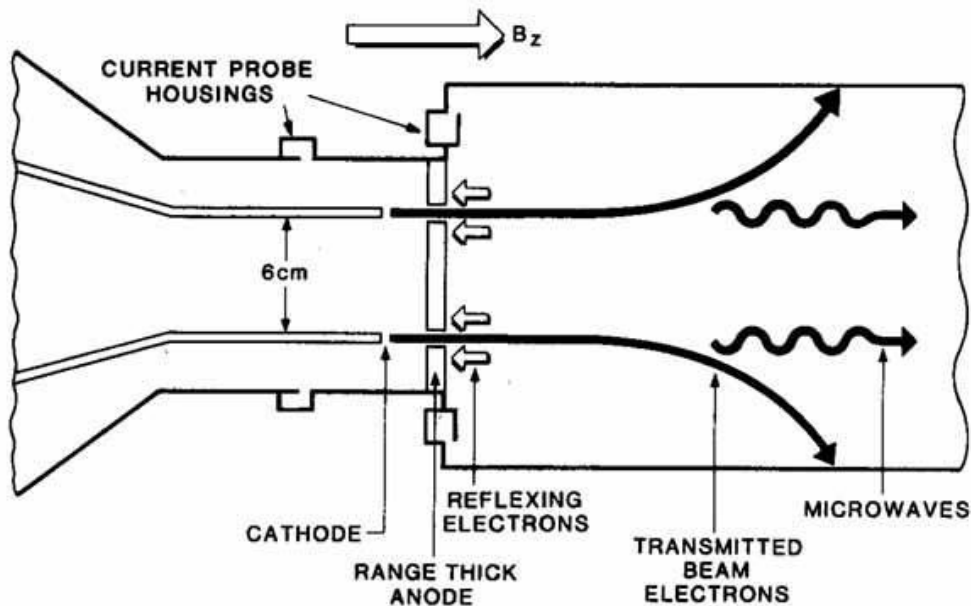 B_z
CURRENT PROBE
HOUSINGS
6cm
CATHODE
REFLEXING
ELECTRONS
RANGE THICK
ANODE
TRANSMITTED
BEAM
ELECTRONS
MICROWAVES